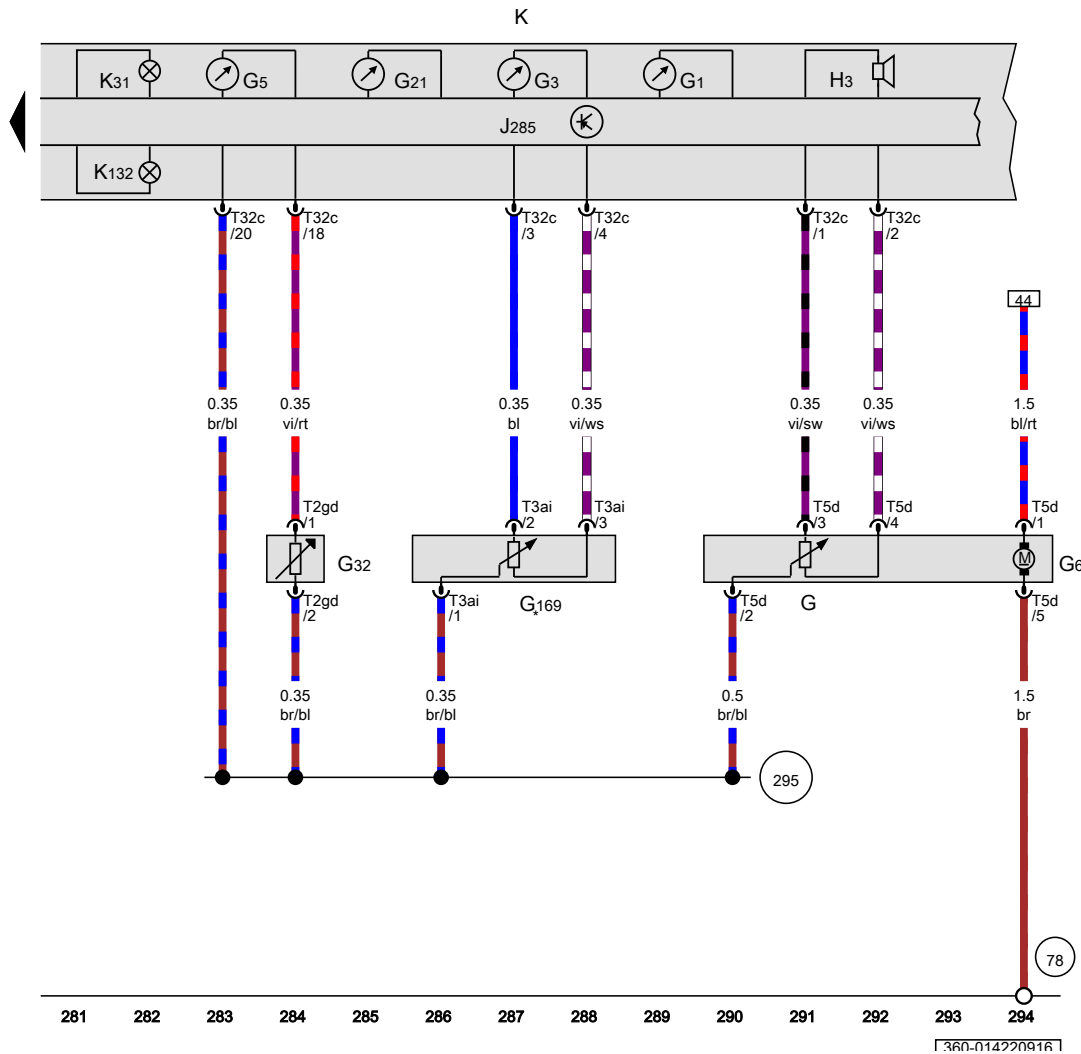 K
K31 G5 G21 G3 G1 H3
J285
K132
T32c/20 T32c/18 T32c/3 T32c/4 T32c/1 T32c/2
44
0.35 br/bl 0.35 vi/rt 0.35 bl 0.35 vi/ws 0.35 vi/sw 0.35 vi/ws 1.5 bl/rt
T2gd/1 T3ai/2 T3ai/3 T5d/3 T5d/4 T5d/1
G32 M G6
T2gd/2 T3ai/1 G*169 T5d/2 G T5d/5
0.35 br/bl 0.35 br/bl 0.5 br/bl 1.5 br
295
78
281 282 283 284 285 286 287 288 289 290 291 292 293 294
360-014220916